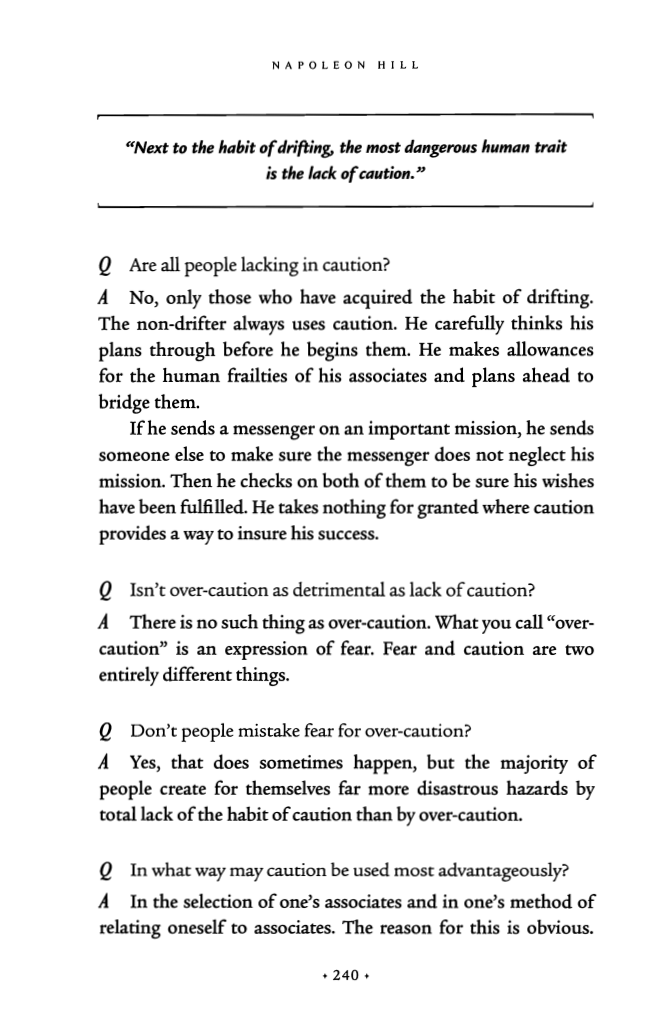 NAPOLEON HILL
“Next to the habit of drifting, the most dangerous human trait
is the lack of caution.”
Q Are all people lacking in caution?
A No, only those who have acquired the habit of drifting.
The non-drifter always uses caution. He carefully thinks his
plans through before he begins them. He makes allowances
for the human frailties of his associates and plans ahead to
bridge them.
If he sends a messenger on an important mission, he sends
someone else to make sure the messenger does not neglect his
mission. Then he checks on both of them to be sure his wishes
have been fulfilled. He takes nothing for granted where caution
provides a way to insure his success.
Q Isn’t over-caution as detrimental as lack of caution?
A There is no such thing as over-caution. What you call “over-
caution” is an expression of fear. Fear and caution are two
entirely different things.
Q Don’t people mistake fear for over-caution?
A Yes, that does sometimes happen, but the majority of
people create for themselves far more disastrous hazards by
total lack of the habit of caution than by over-caution.
Q In what way may caution be used most advantageously?
A In the selection of one’s associates and in one’s method of
relating oneself to associates. The reason for this is obvious.
• 240 •